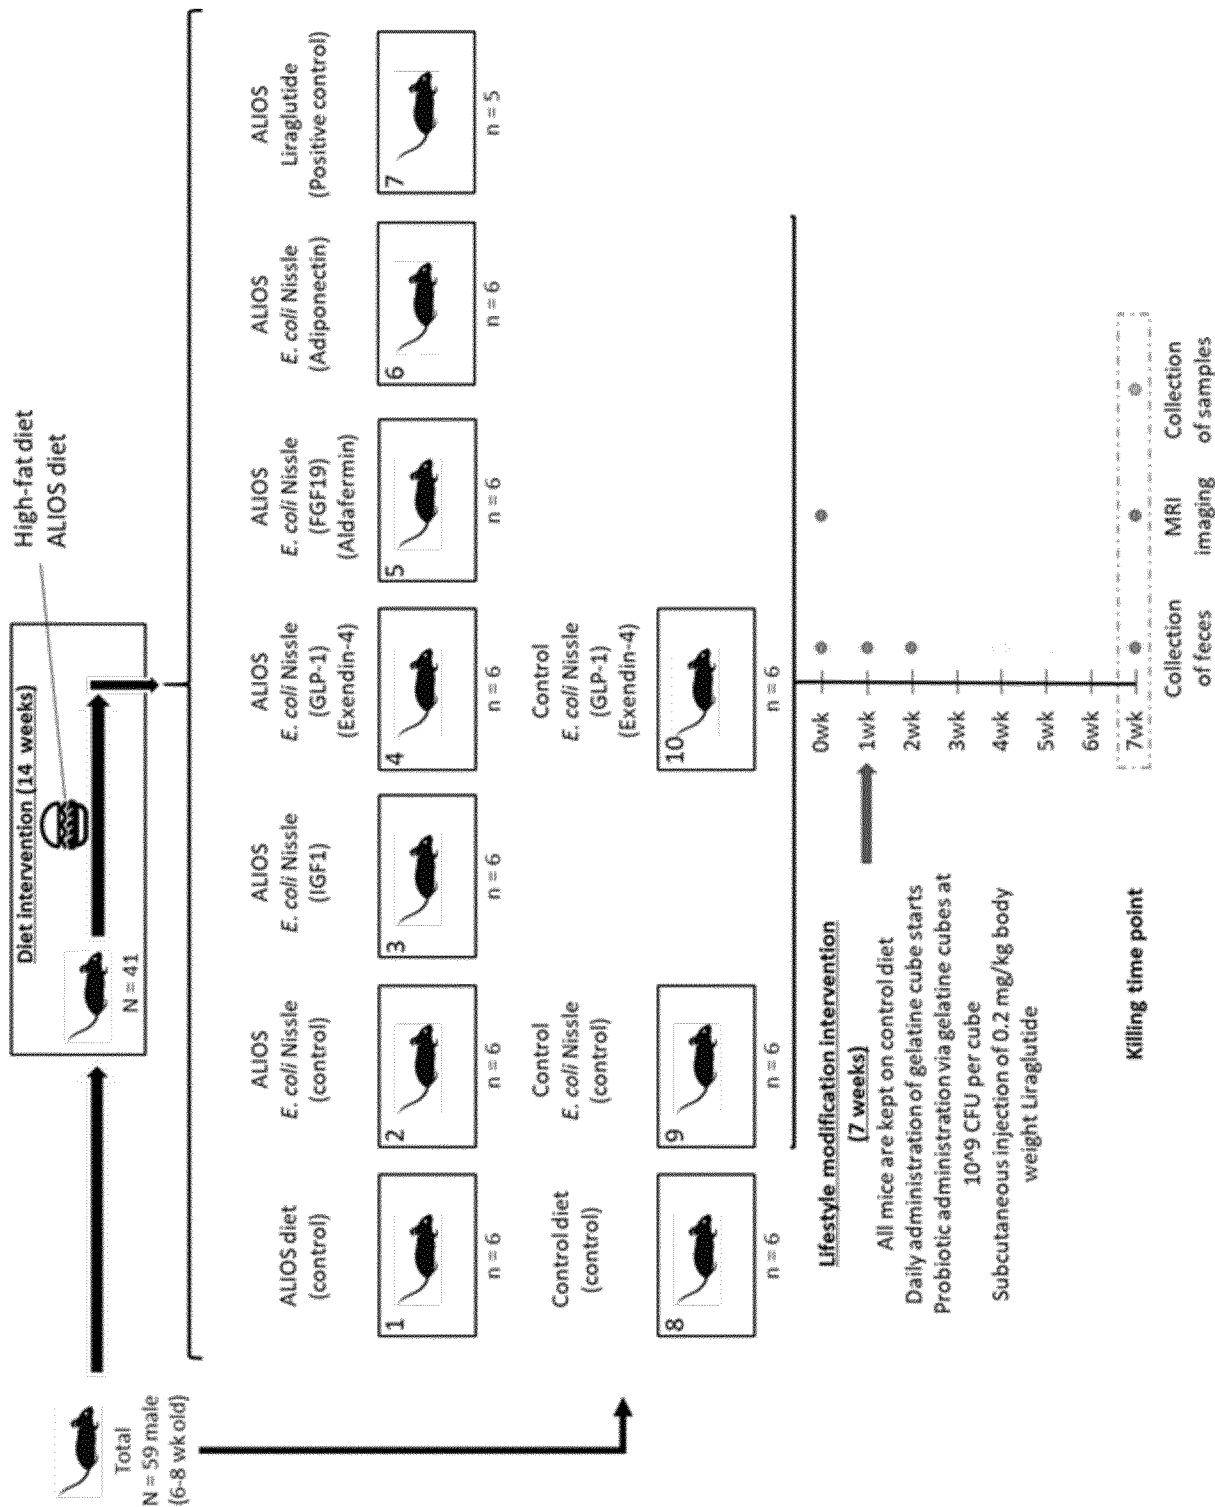 Total
N = 59 male
(6-8 wk old)
Diet intervention (14 weeks)
N = 41
High-fat diet
ALIOS diet
ALIOS diet
(control)
1
n = 6
ALIOS
E. coli Nissle
(control)
2
n = 6
ALIOS
E. coli Nissle
(IGF1)
3
n = 6
ALIOS
E. coli Nissle
(GLP-1)
(Exendin-4)
4
n = 6
ALIOS
E. coli Nissle
(FGF19)
(Aldafermin)
5
n = 6
ALIOS
E. coli Nissle
(Adiponectin)
6
n = 6
ALIOS
Liraglutide
(Positive control)
7
n = 5
Control diet
(control)
8
n = 6
Control
E. coli Nissle
(control)
9
n = 6
Control
E. coli Nissle
(GLP-1)
(Exendin-4)
10
n = 6
Lifestyle modification intervention
(7 weeks)
All mice are kept on control diet
Daily administration of gelatine cube starts
Probiotic administration via gelatine cubes at
10^9 CFU per cube
Subcutaneous injection of 0.2 mg/kg body
weight Liraglutide
Killing time point
0wk
1wk
2wk
3wk
4wk
5wk
6wk
7wk
Collection
of feces
MRI
imaging
Collection
of samples